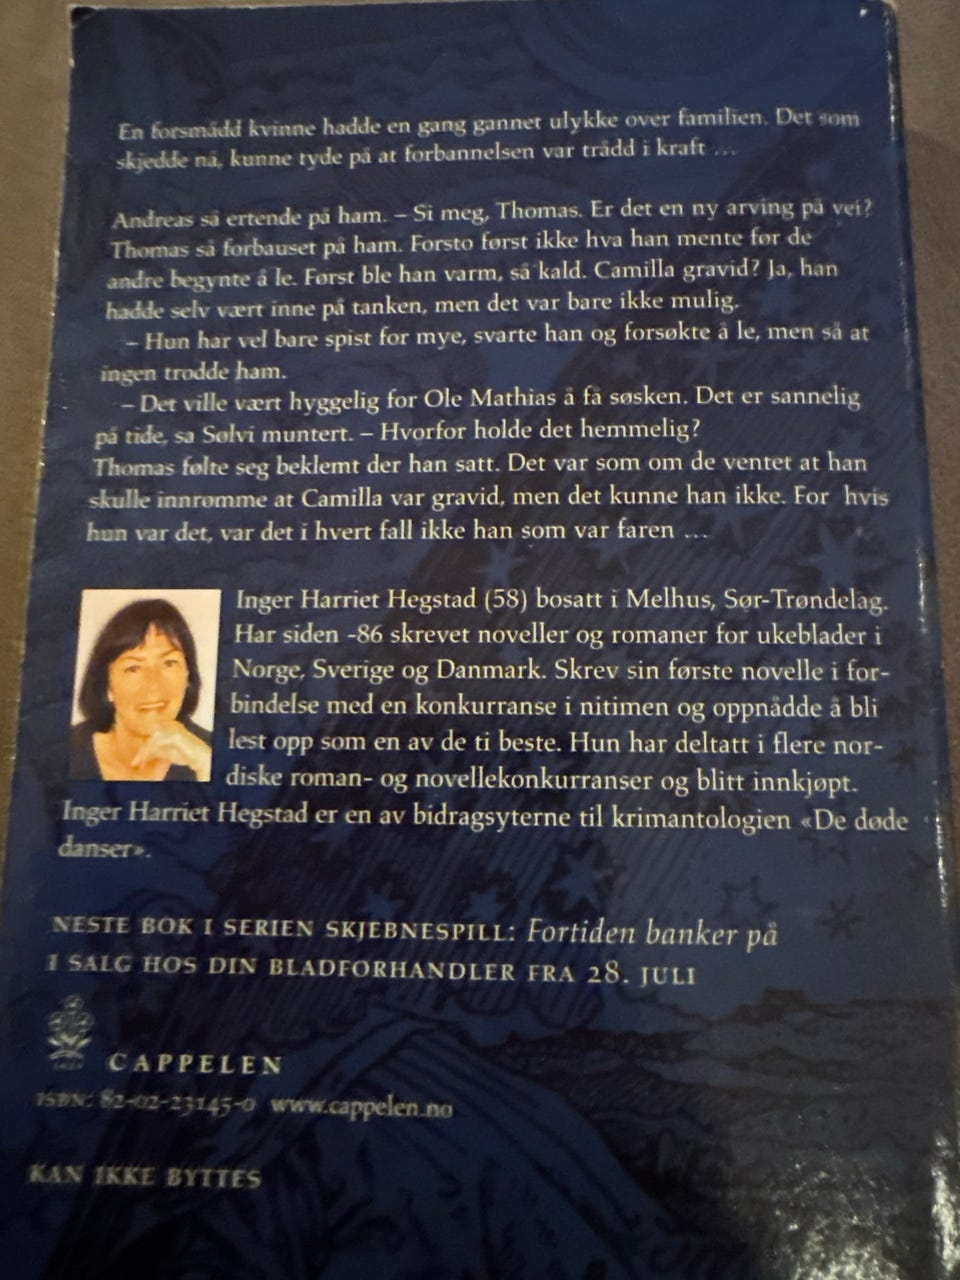 En forsmådd kvinne hadde en gang gannet ulykke over familien. Det som
skjedde nå, kunne tyde på at forbannelsen var trådd i kraft ...
Andreas så ertende på ham. – Si meg, Thomas. Er det en ny arving på vei?
Thomas så forbauset på ham. Forsto først ikke hva han mente før de
andre begynte å le. Først ble han varm, så kald. Camilla gravid? Ja, han
hadde selv vært inne på tanken, men det var bare ikke mulig.
– Hun har vel bare spist for mye, svarte han og forsøkte å le, men så at
ingen trodde ham.
– Det ville vært hyggelig for Ole Mathias å få søsken. Det er sannelig
på tide, sa Sølvi muntert. – Hvorfor holde det hemmelig?
Thomas følte seg beklemt der han satt. Det var som om de ventet at han
skulle innrømme at Camilla var gravid, men det kunne han ikke. For hvis
hun var det, var det i hvert fall ikke han som var faren ...
Inger Harriet Hegstad (58) bosatt i Melhus, Sør-Trøndelag.
Har siden -86 skrevet noveller og romaner for ukeblader i
Norge, Sverige og Danmark. Skrev sin første novelle i for-
bindelse med en konkurranse i nitimen og oppnådde å bli
lest opp som en av de ti beste. Hun har deltatt i flere nor-
diske roman- og novellekonkurranser og blitt innkjøpt.
Inger Harriet Hegstad er en av bidragsyterne til krimantologien «De døde
danser».
NESTE BOK I SERIEN SKJEBNESPILL: Fortiden banker på
I SALG HOS DIN BLADFORHANDLER FRA 28. JULI
CAPPELEN
ISBN: 82-02-23145-0 www.cappelen.no
KAN IKKE BYTTES